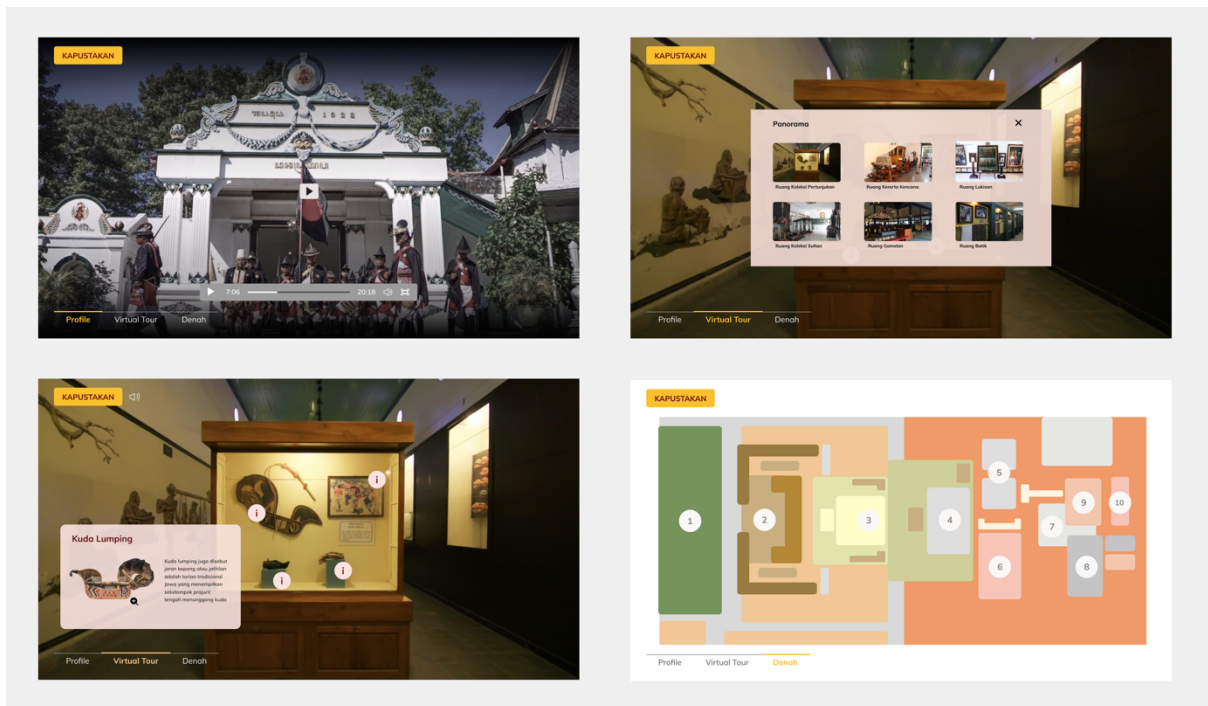 KAPUSTAKAN
1928
7:06
20:18
Profile
Virtual Tour
Denah
KAPUSTAKAN
Panorama
Ruang Koleksi Pertunjukan
Ruang Kererta Kencana
Ruang Lukisan
Ruang Koleksi Sultan
Ruang Gamelan
Ruang Batik
Profile
Virtual Tour
Denah
KAPUSTAKAN
i
i
i
i
Kuda Lumping
Kuda lumping juga disebut
jaran kepang atau jathilan
adalah tarian tradisional
Jawa yang menampilkan
sekelompok prajurit
tengah menunggang kuda
Profile
Virtual Tour
Denah
KAPUSTAKAN
1
2
3
4
5
6
7
8
9
10
Profile
Virtual Tour
Denah